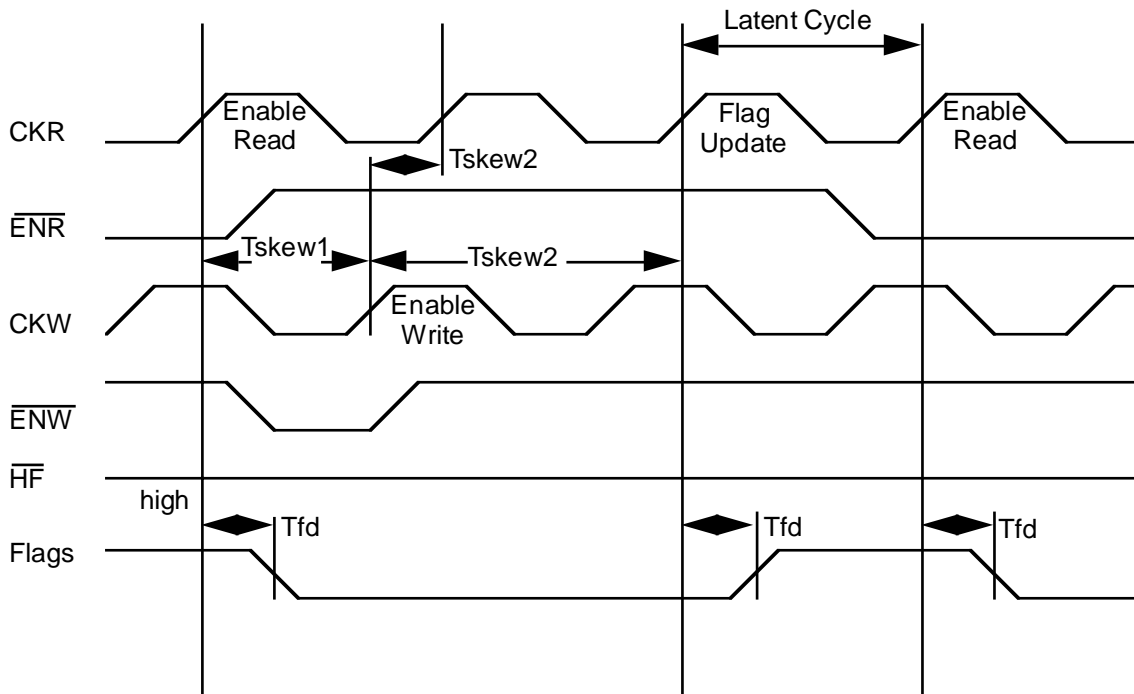 Latent Cycle
CKR
Enable
Read
Flag
Update
Enable
Read
Tskew2
ENR
Tskew1
Tskew2
CKW
Enable
Write
ENW
HF
high
Tfd
Tfd
Tfd
Flags